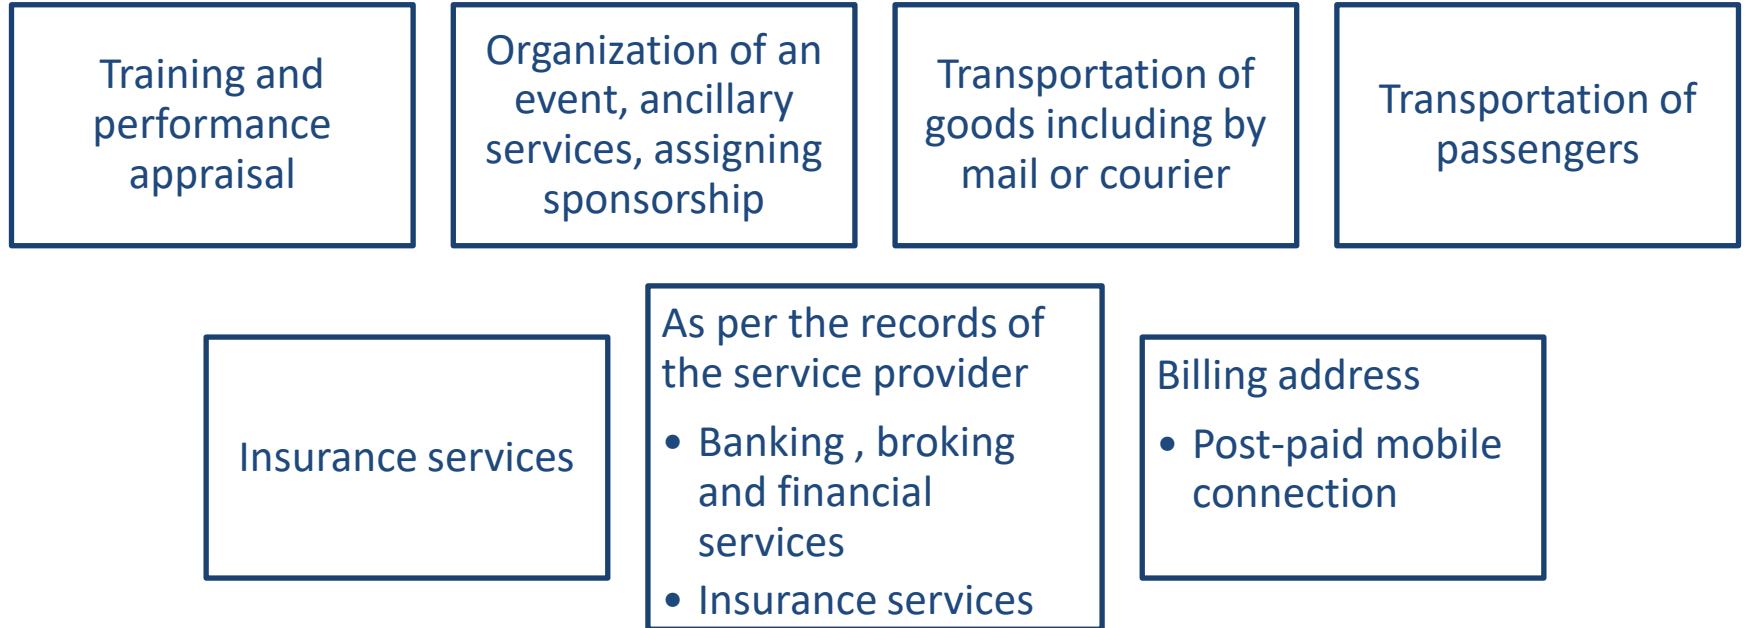 Training and
performance
appraisal
Organization of an
event, ancillary
services, assigning
sponsorship
Transportation of
goods including by
mail or courier
Transportation of
passengers
Insurance services
As per the records of
the service provider
• Banking , broking
and financial
services
• Insurance services
Billing address
• Post-paid mobile
connection